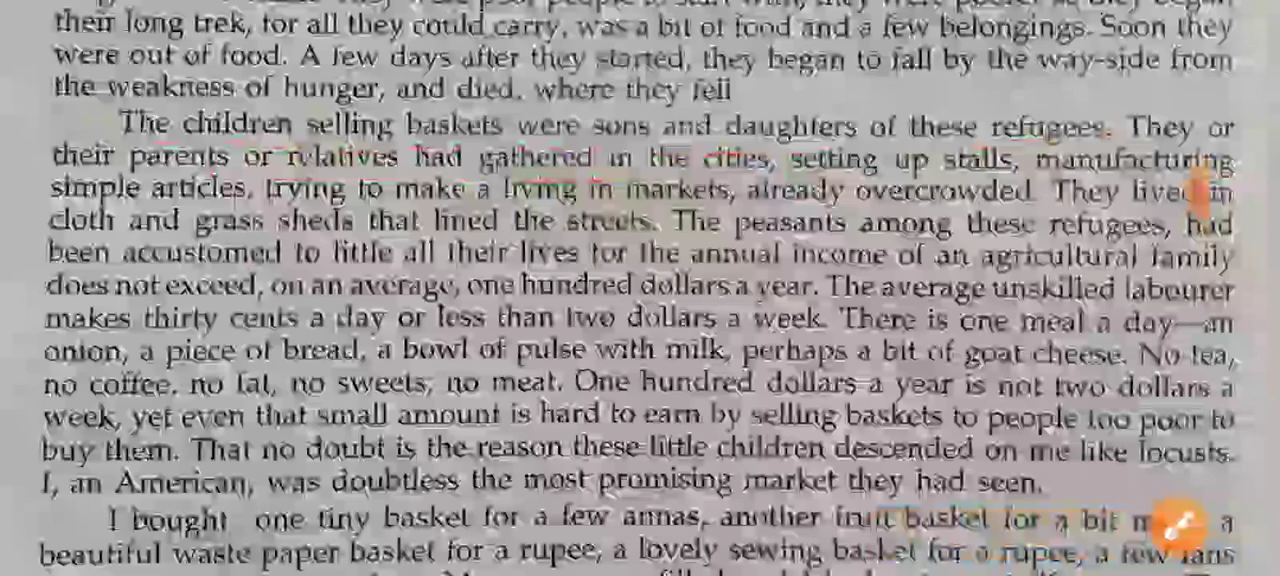 their long trek, for all they could carry, was a bit of food and a few belongings. Soon they
were out of food. A few days after they started, they began to fall by the way-side from
the weakness of hunger, and died, where they fell
The children selling baskets were sons and daughters of these refugees. They or
their parents or relatives had gathered in the cities, setting up stalls, manufacturing
simple articles, trying to make a living in markets, already overcrowded. They lived in
cloth and grass sheds that lined the streets. The peasants among these refugees, had
been accustomed to little all their lives for the annual income of an agricultural family
does not exceed, on an average, one hundred dollars a year. The average unskilled labourer
makes thirty cents a day or less than two dollars a week. There is one meal a day—an
onion, a piece of bread, a bowl of pulse with milk, perhaps a bit of goat cheese. No tea,
no coffee, no fat, no sweets, no meat. One hundred dollars a year is not two dollars a
week, yet even that small amount is hard to earn by selling baskets to people too poor to
buy them. That no doubt is the reason these little children descended on me like locusts.
I, an American, was doubtless the most promising market they had seen.
I bought one tiny basket for a few annas, another fruit basket for a bit a
beautiful waste paper basket for a rupee, a lovely sewing basket for a rupee, a few fans